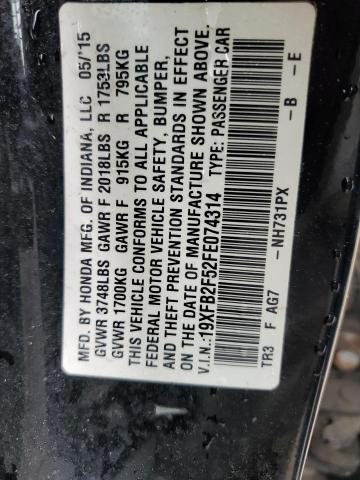 MFD. BY HONDA MFG. OF INDIANA, LLC 05/15
GVWR 3748LBS GAWR F 2018LBS R 1753LBS
GVWR 1700KG GAWR F 915KG R 795KG
THIS VEHICLE CONFORMS TO ALL APPLICABLE
FEDERAL MOTOR VEHICLE SAFETY, BUMPER,
AND THEFT PREVENTION STANDARDS IN EFFECT
ON THE DATE OF MANUFACTURE SHOWN ABOVE.
V.I.N.:19XFB2F52FE074314 TYPE: PASSENGER CAR
TR3 F AG7 -NH731PX -B -E